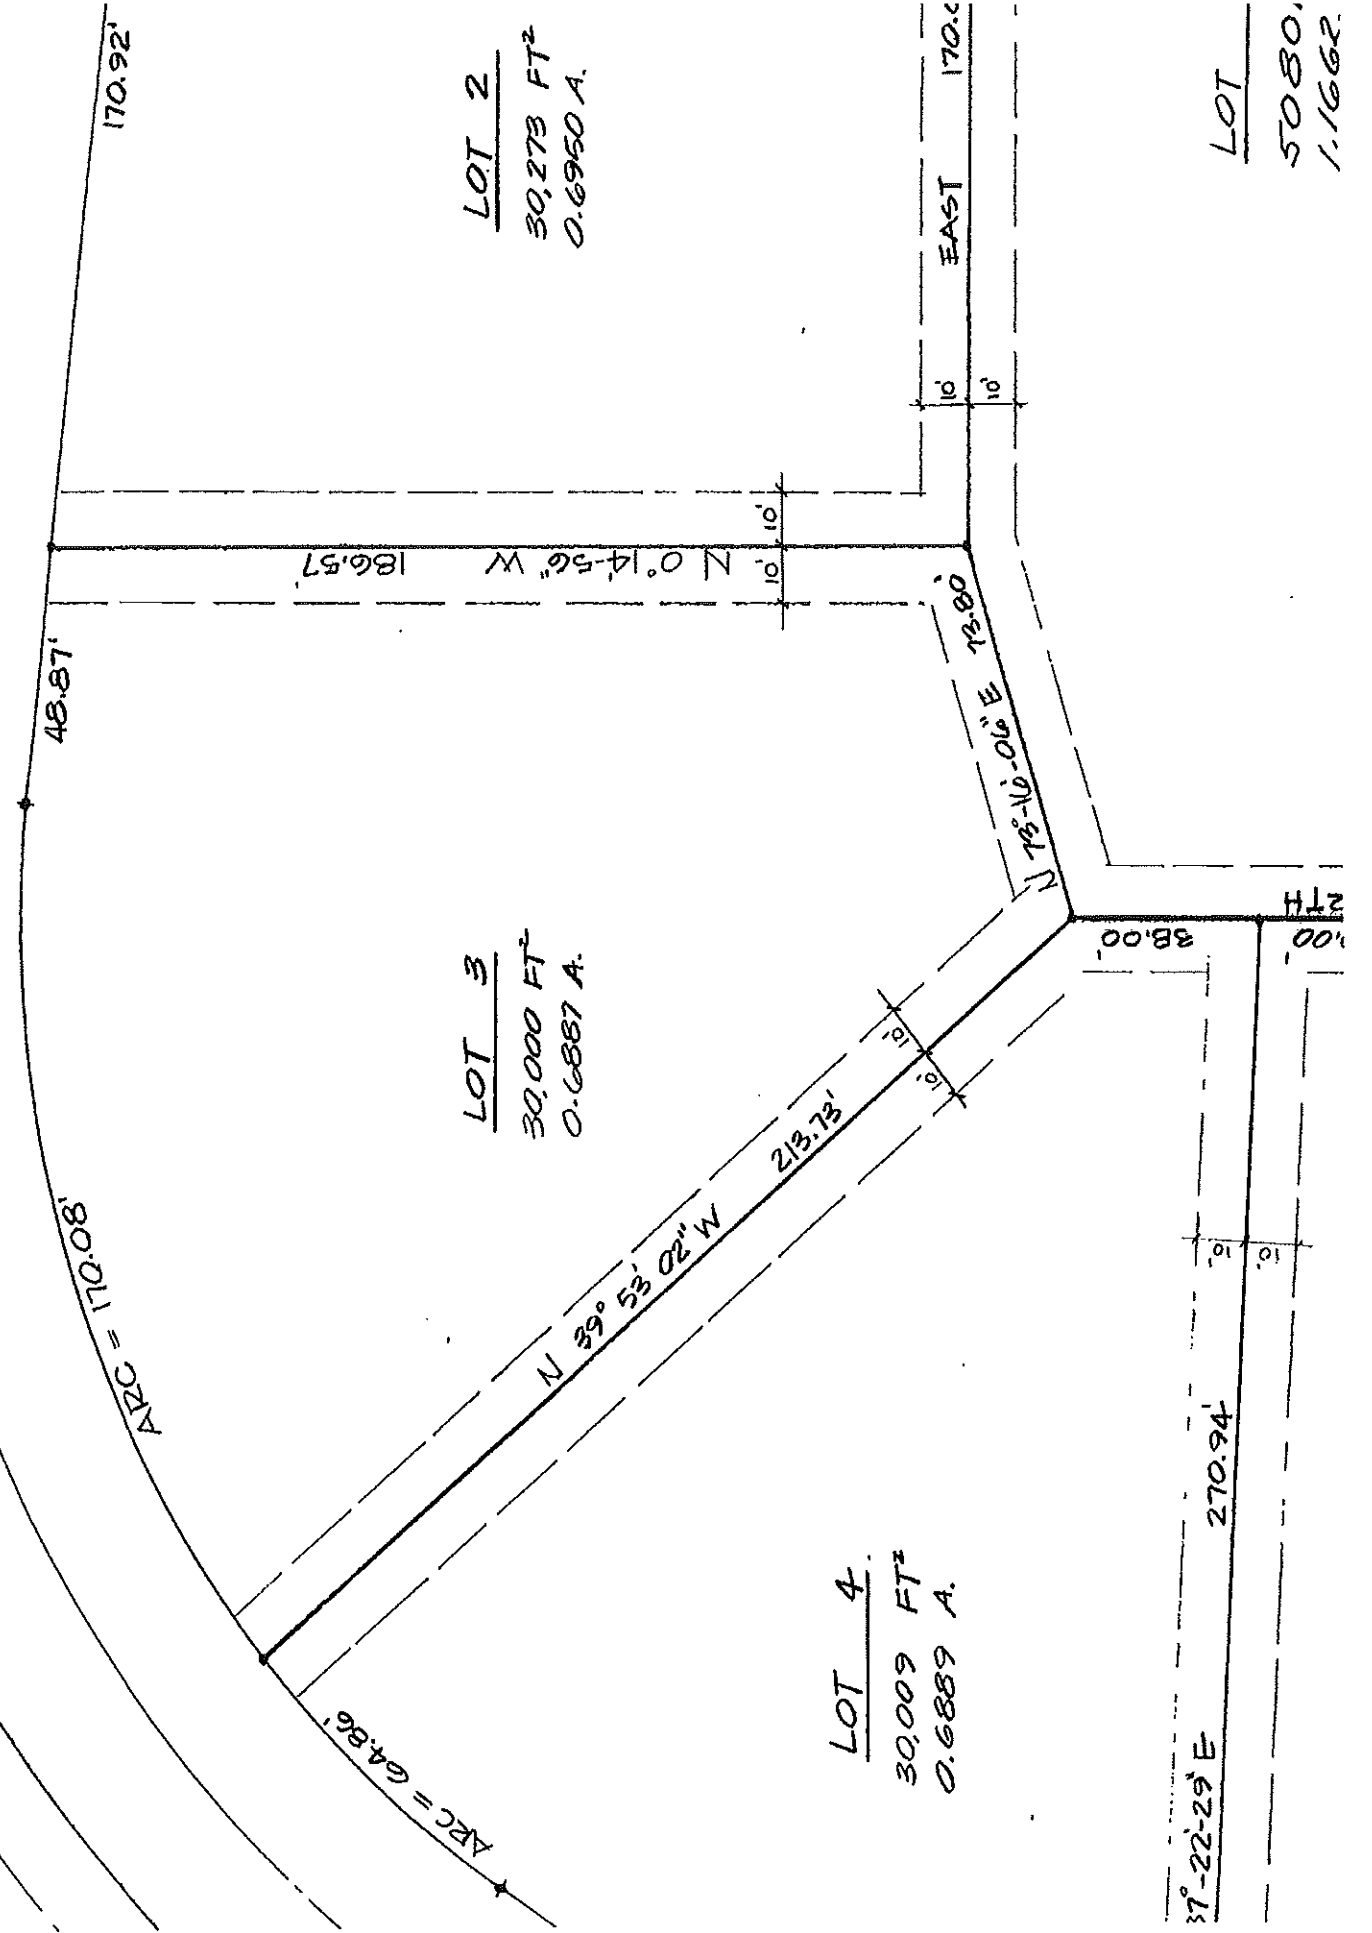 170.92'
LOT 2
30,273 FT²
0.6950 A.
EAST 170.0
LOT
5080
1.1662
10'
10'
10'
10'
N 0°14'-56" W 186.57'
48.87'
N 73°-16'-06" E 73.80'
LOT 3
30,000 FT²
0.6887 A.
ARC = 170.08'
N 39° 53' 02" W 213.73'
10'
10'
38.00'
.00'
2TH
10'
10'
ARC = 64.86'
LOT 4
30,009 FT²
0.6889 A.
37°-22'-29" E 270.94'